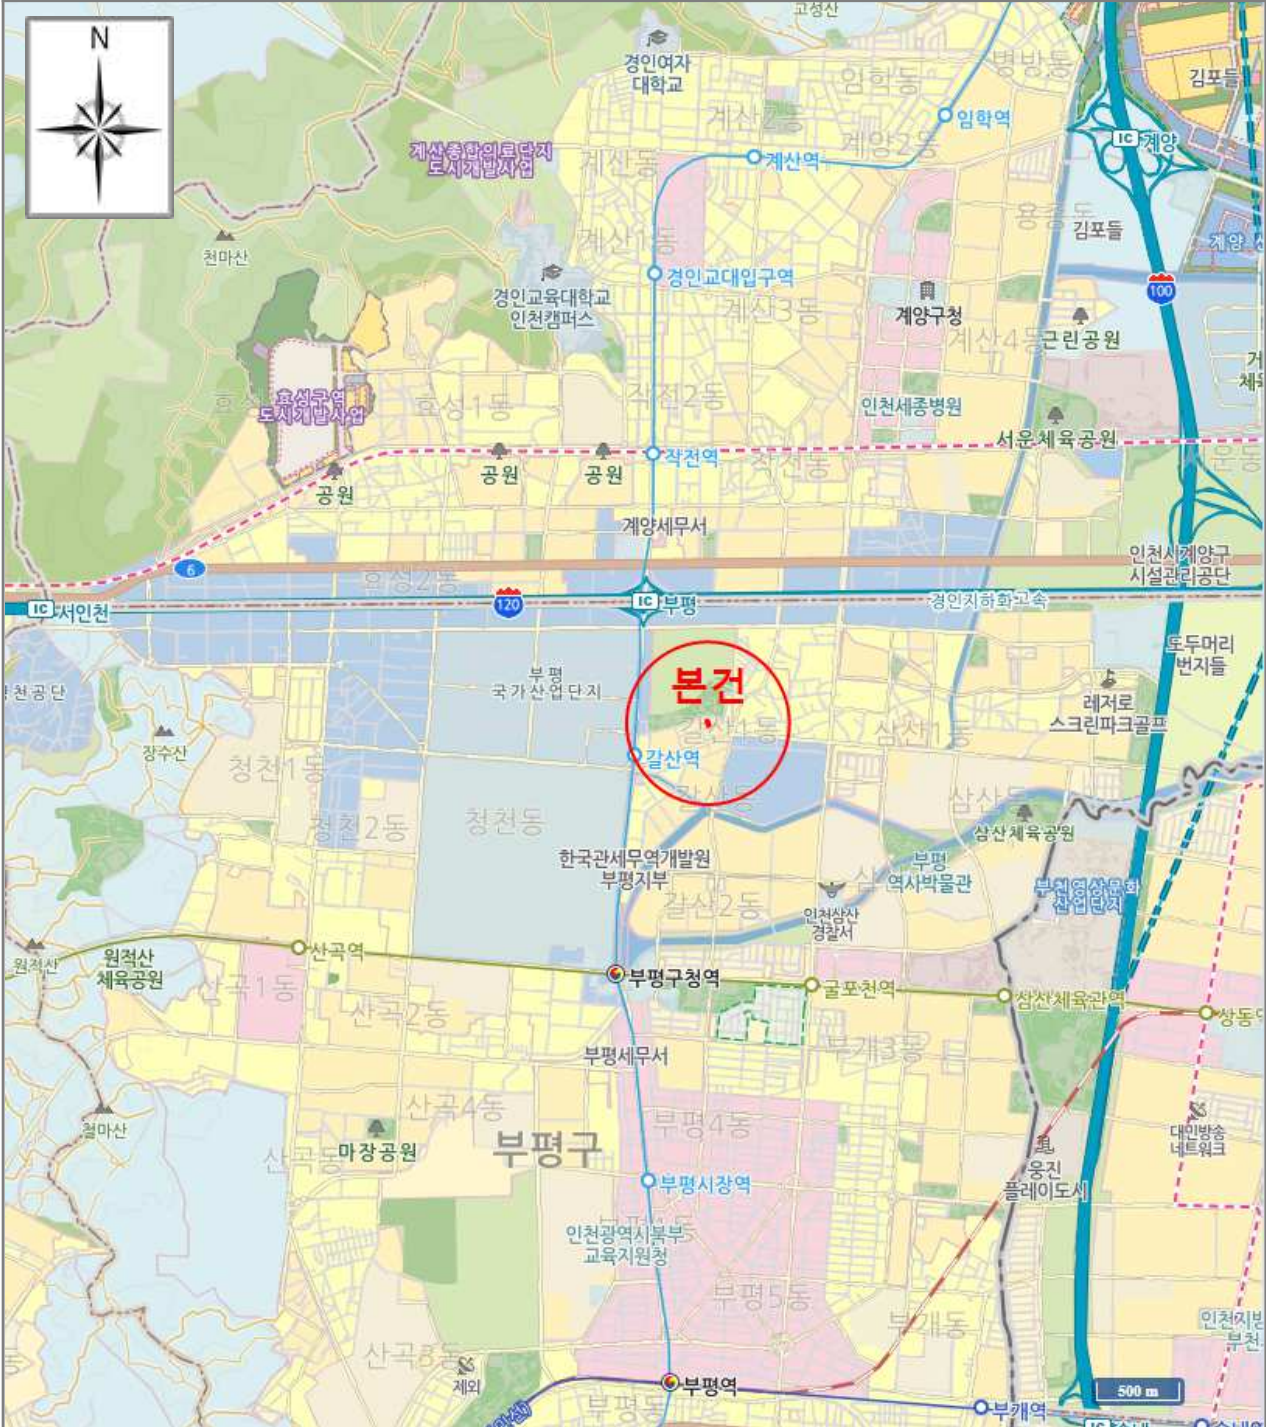 고성산
N
경인여자
대학교
임학동
병방동
김포들
계산2동
임학역
IC 계양
계양2동
계산종합의료단지
도시개발사업
계산동
계산역
용종동
김포들
계산1동
천마산
경인교대입구역
100
경인교육대학교
인천캠퍼스
계산3동
계양구청
계산4동
근린공원
효성구역
도시개발사업
효성1동
작전2동
인천세종병원
서운체육공원
작전역
작전동
서운동
공원
공원
공원
계양세무서
인천시계양구
시설관리공단
6
효성2동
120
IC 부평
경인지하화고속
IC 서인천
도두머리
번지들
부평
국가산업단지
본건
레저로
스크린파크골프
갈산1동
삼산1동
장수산
갈산역
청천1동
갈산동
삼산동
청천2동
청천동
삼산체육공원
한국관세무역개발원
부평지부
부평
역사박물관
부천영상문화
산업단지
갈산2동
인천삼산
경찰서
원적산
원적산
체육공원
산곡역
부평구청역
굴포천역
삼산체육관역
산곡1동
산곡2동
부평세무서
부개3동
산곡4동
부평4동
철마산
마장공원
부평구
대민방송
네트워크
산곡동
웅진
플레이도시
부평시장역
인천광역시북부
교육지원청
부평5동
부개동
산곡3동
제외
부평역
500 m
부평동
부개역